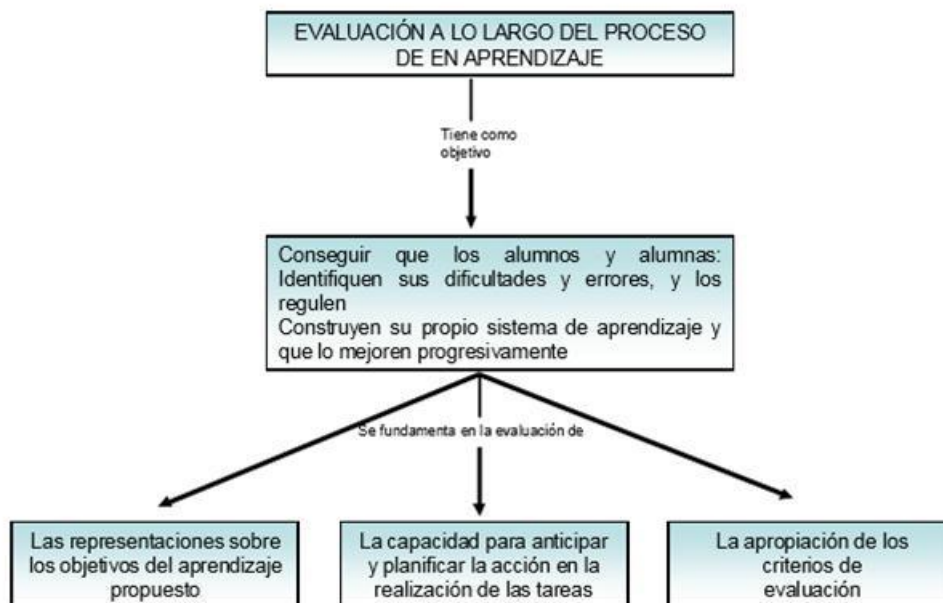 EVALUACIÓN A LO LARGO DEL PROCESO
DE EN APRENDIZAJE
Tiene como
objetivo
Conseguir que los alumnos y alumnas:
Identifiquen sus dificultades y errores, y los
regulen
Construyen su propio sistema de aprendizaje y
que lo mejoren progresivamente
Se fundamenta en la evaluación de
Las representaciones sobre
los objetivos del aprendizaje
propuesto
La capacidad para anticipar
y planificar la acción en la
realización de las tareas
La apropiación de los
criterios de
evaluación